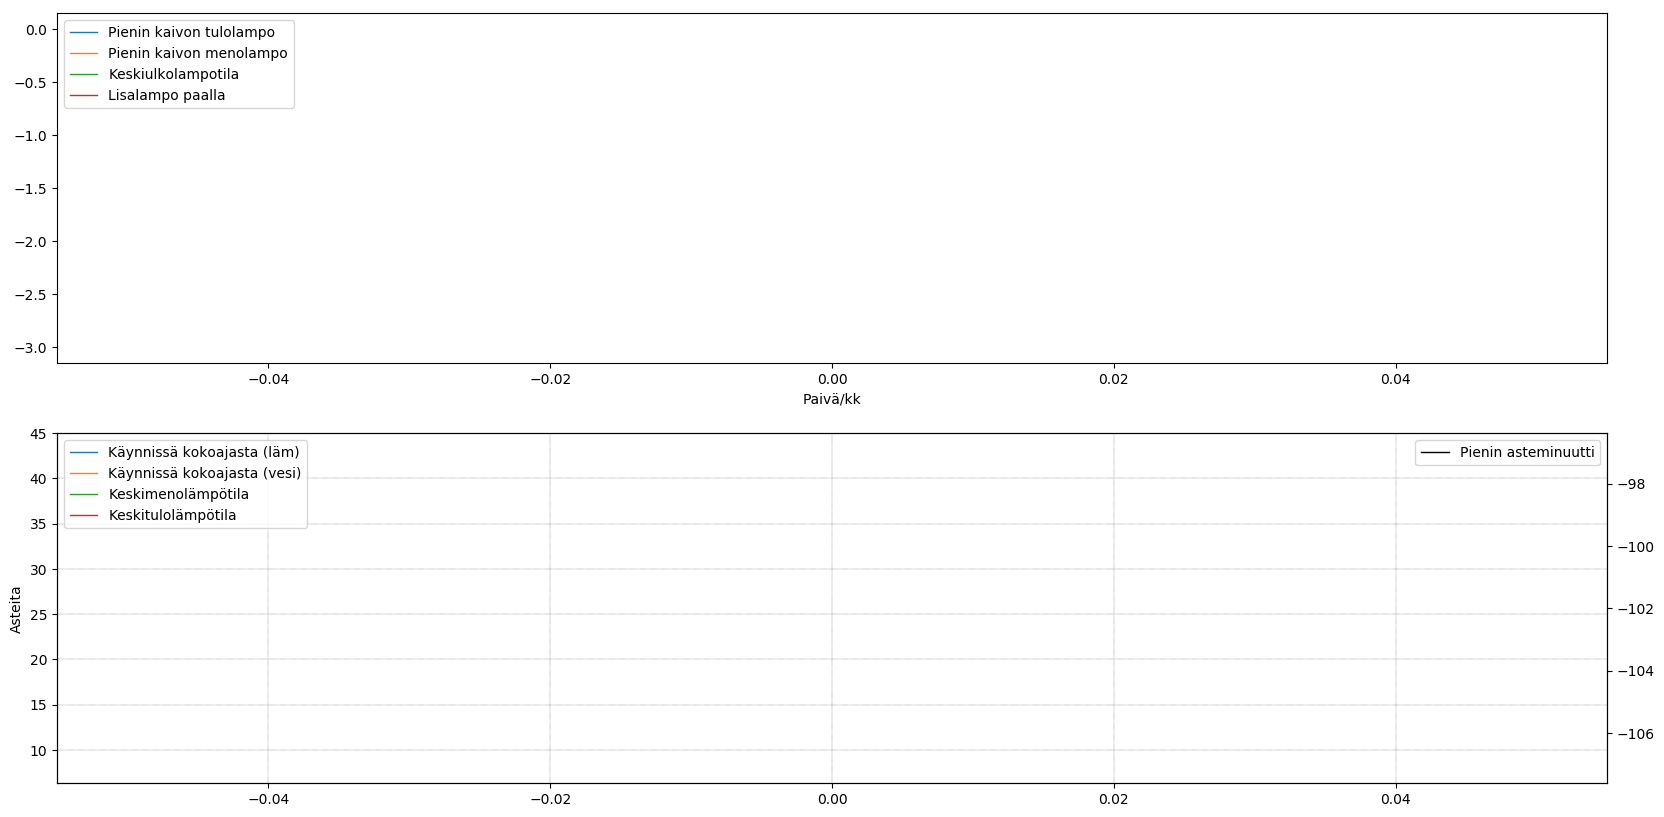 0.0
−0.5
−1.0
−1.5
−2.0
−2.5
−3.0
Pienin kaivon tulolampo
Pienin kaivon menolampo
Keskiulkolampotila
Lisalampo paalla
−0.04 −0.02 0.00 0.02 0.04
Paivä/kk
45
40
35
30
25
20
15
10
Asteita
Käynnissä kokoajasta (läm)
Käynnissä kokoajasta (vesi)
Keskimenolämpötila
Keskitulolämpötila
Pienin asteminuutti
−98
−100
−102
−104
−106
−0.04 −0.02 0.00 0.02 0.04